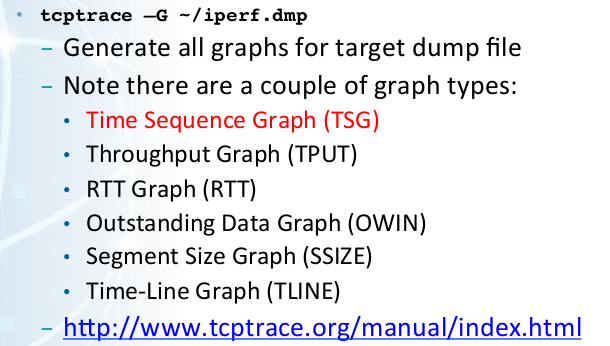 • tcptrace –G ~/iperf.dmp
– Generate all graphs for target dump file
– Note there are a couple of graph types:
• Time Sequence Graph (TSG)
• Throughput Graph (TPUT)
• RTT Graph (RTT)
• Outstanding Data Graph (OWIN)
• Segment Size Graph (SSIZE)
• Time-Line Graph (TLINE)
– http://www.tcptrace.org/manual/index.html